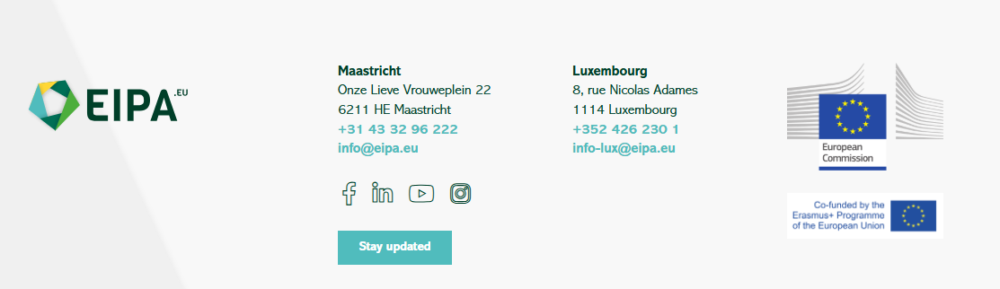 EIPA.EU
Maastricht
Onze Lieve Vrouweplein 22
6211 HE Maastricht
+31 43 32 96 222
info@eipa.eu
Stay updated
Luxembourg
8, rue Nicolas Adames
1114 Luxembourg
+352 426 230 1
info-lux@eipa.eu
European
Commission
Co-funded by the
Erasmus+ Programme
of the European Union